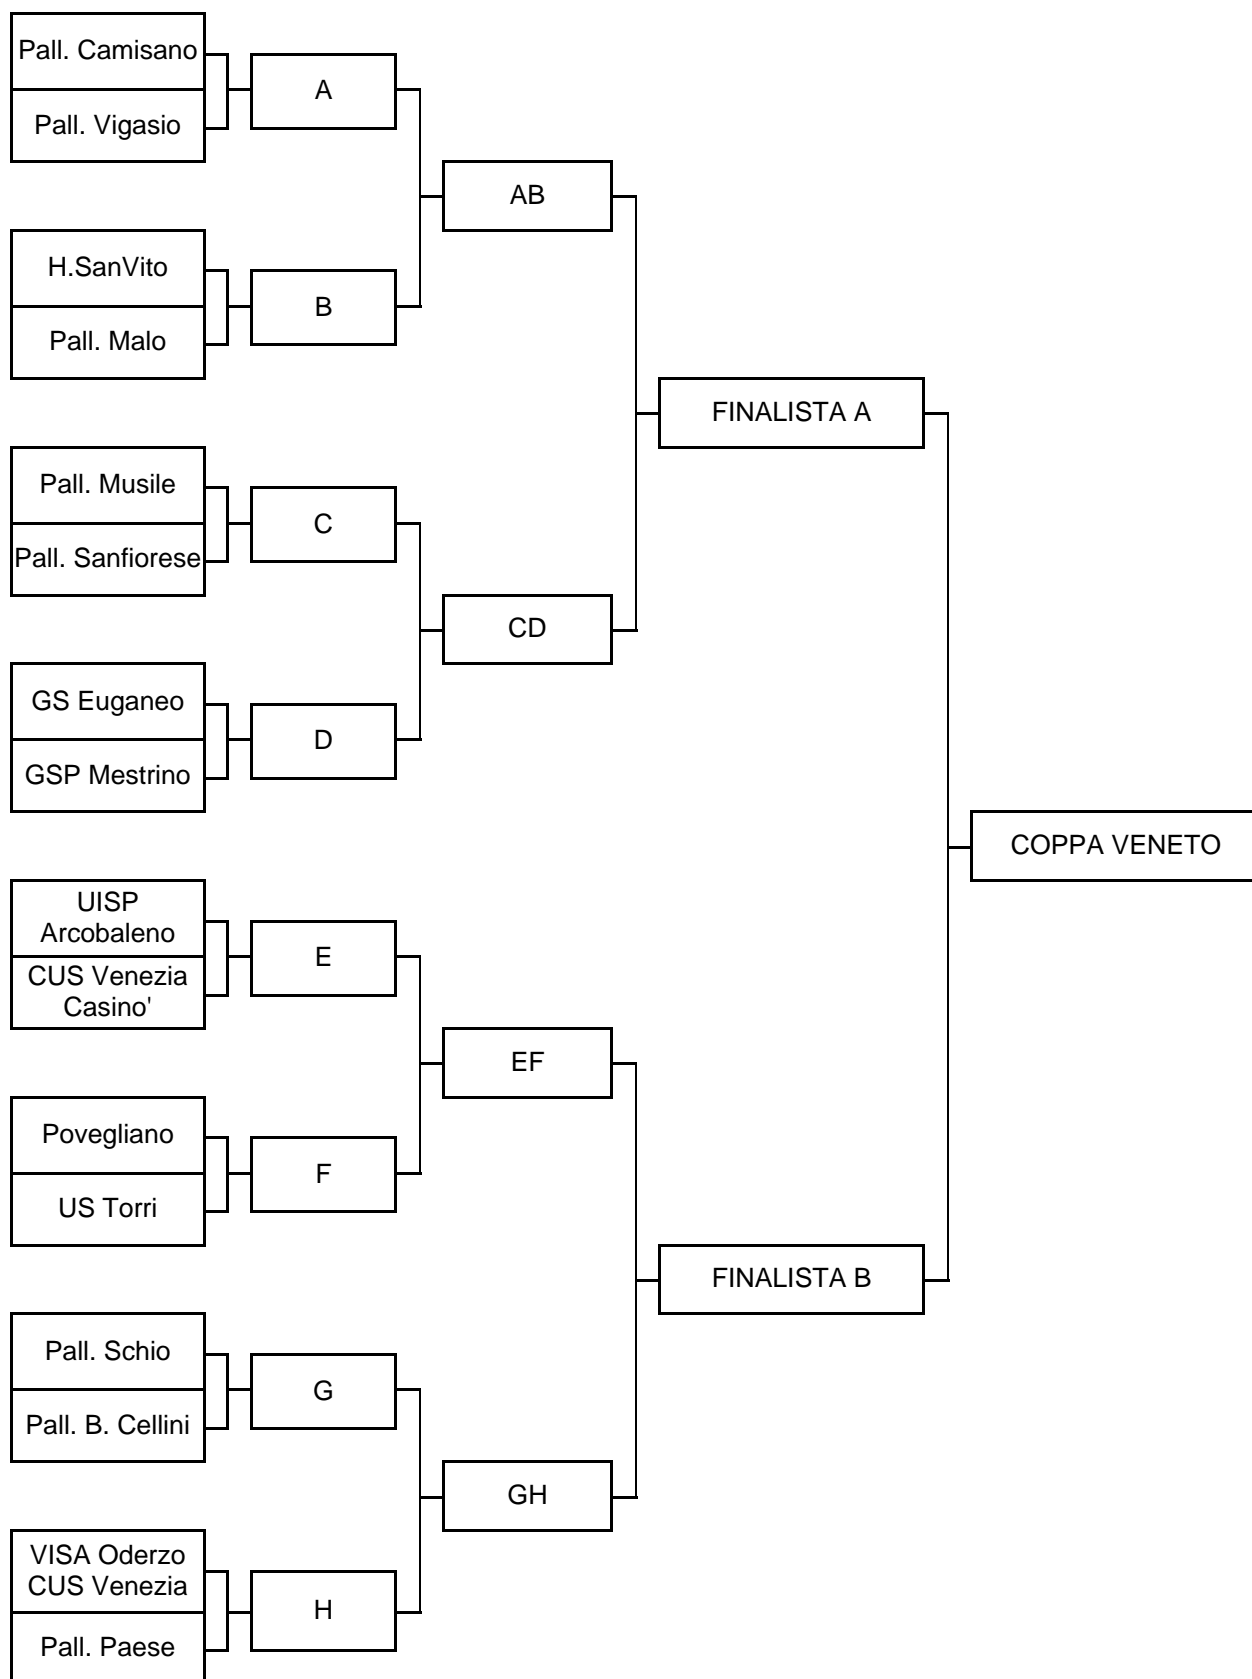 Pall. Camisano
A
Pall. Vigasio
AB
H.SanVito
B
Pall. Malo
FINALISTA A
Pall. Musile
C
Pall. Sanfiorese
CD
GS Euganeo
D
GSP Mestrino
COPPA VENETO
UISP
Arcobaleno
E
CUS Venezia
Casino'
EF
Povegliano
F
US Torri
FINALISTA B
Pall. Schio
G
Pall. B. Cellini
GH
VISA Oderzo
CUS Venezia
H
Pall. Paese